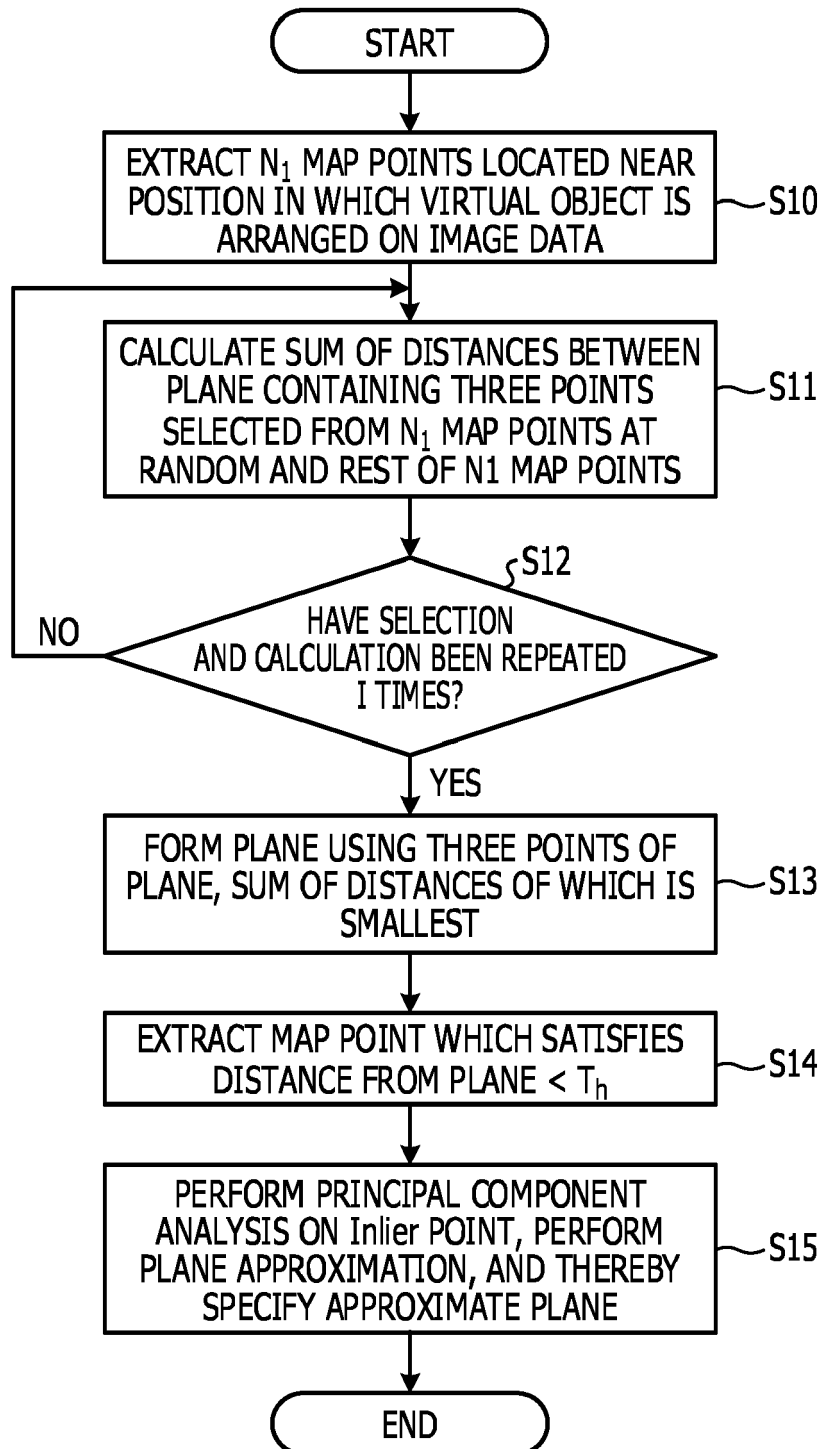 START
EXTRACT N₁ MAP POINTS LOCATED NEAR
POSITION IN WHICH VIRTUAL OBJECT IS
ARRANGED ON IMAGE DATA
S10
CALCULATE SUM OF DISTANCES BETWEEN
PLANE CONTAINING THREE POINTS
SELECTED FROM N₁ MAP POINTS AT
RANDOM AND REST OF N1 MAP POINTS
S11
S12
HAVE SELECTION
AND CALCULATION BEEN REPEATED
I TIMES?
NO
YES
FORM PLANE USING THREE POINTS OF
PLANE, SUM OF DISTANCES OF WHICH IS
SMALLEST
S13
EXTRACT MAP POINT WHICH SATISFIES
DISTANCE FROM PLANE < Tₕ
S14
PERFORM PRINCIPAL COMPONENT
ANALYSIS ON Inlier POINT, PERFORM
PLANE APPROXIMATION, AND THEREBY
SPECIFY APPROXIMATE PLANE
S15
END